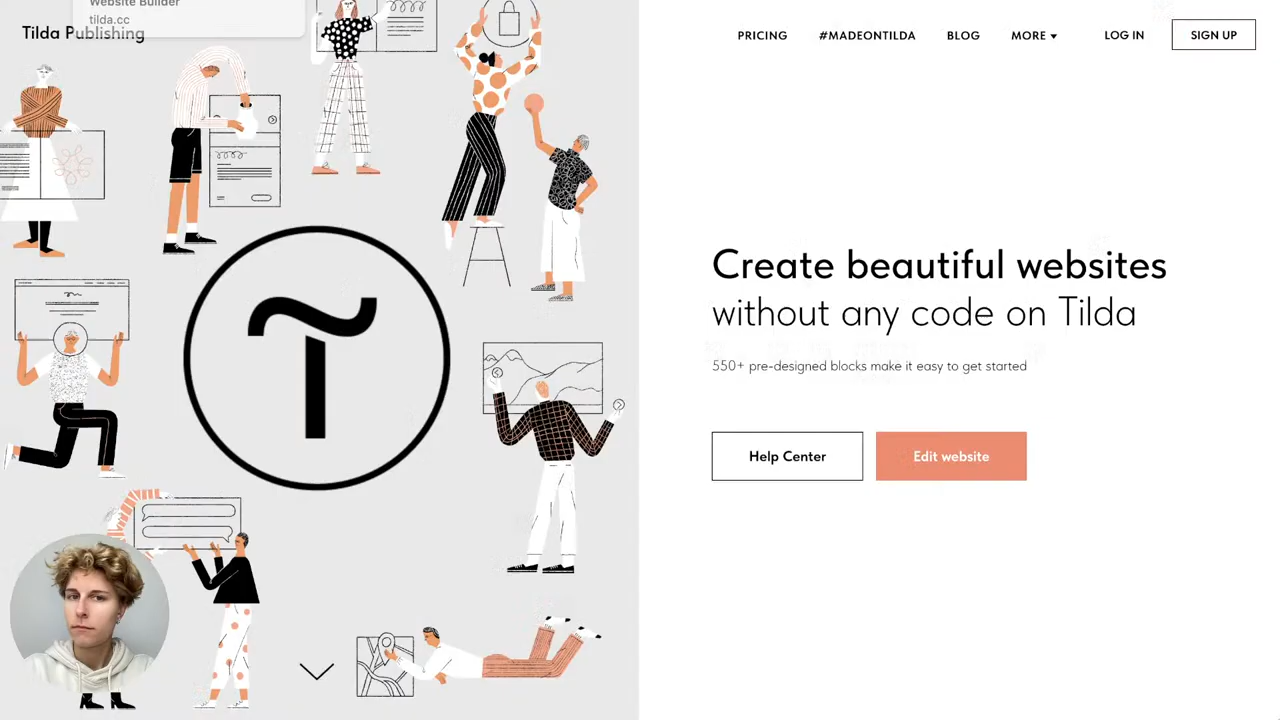 Website Builder
tilda.cc
Tilda Publishing
PRICING
#MADEONTILDA
BLOG
MORE
LOG IN
SIGN UP
Create beautiful websites
without any code on Tilda
550+ pre-designed blocks make it easy to get started
Help Center
Edit website